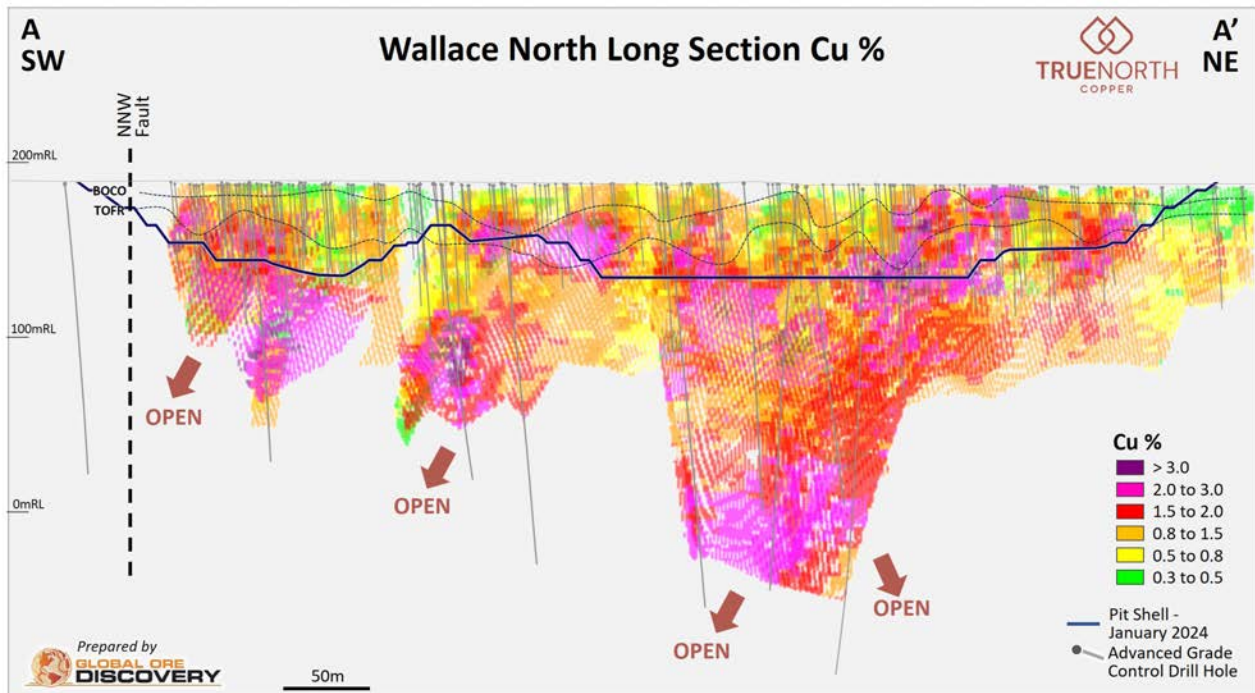 A
SW
Wallace North Long Section Cu %
TRUENORTH
COPPER
A'
NE
NNW
Fault
200mRL
BOCO
TOFR
100mRL
OPEN
OPEN
0mRL
OPEN
OPEN
Cu %
> 3.0
2.0 to 3.0
1.5 to 2.0
0.8 to 1.5
0.5 to 0.8
0.3 to 0.5
Pit Shell -
January 2024
Advanced Grade
Control Drill Hole
Prepared by
GLOBAL ORE
DISCOVERY
50m